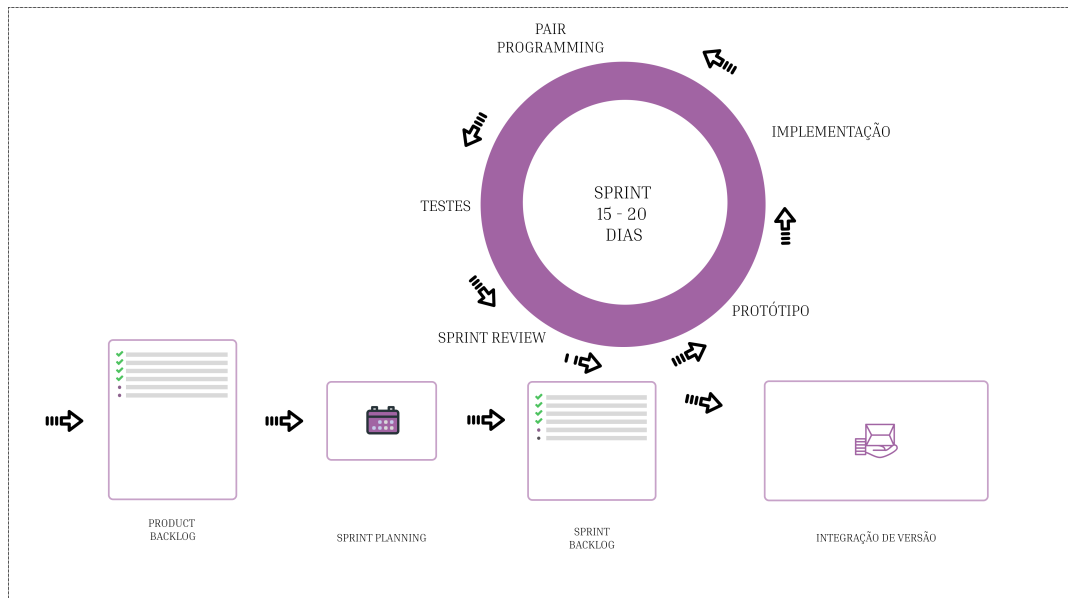 PAIR
PROGRAMMING
IMPLEMENTAÇÃO
SPRINT
15 - 20
DIAS
TESTES
PROTÓTIPO
SPRINT REVIEW
PRODUCT
BACKLOG
SPRINT PLANNING
SPRINT
BACKLOG
INTEGRAÇÃO DE VERSÃO